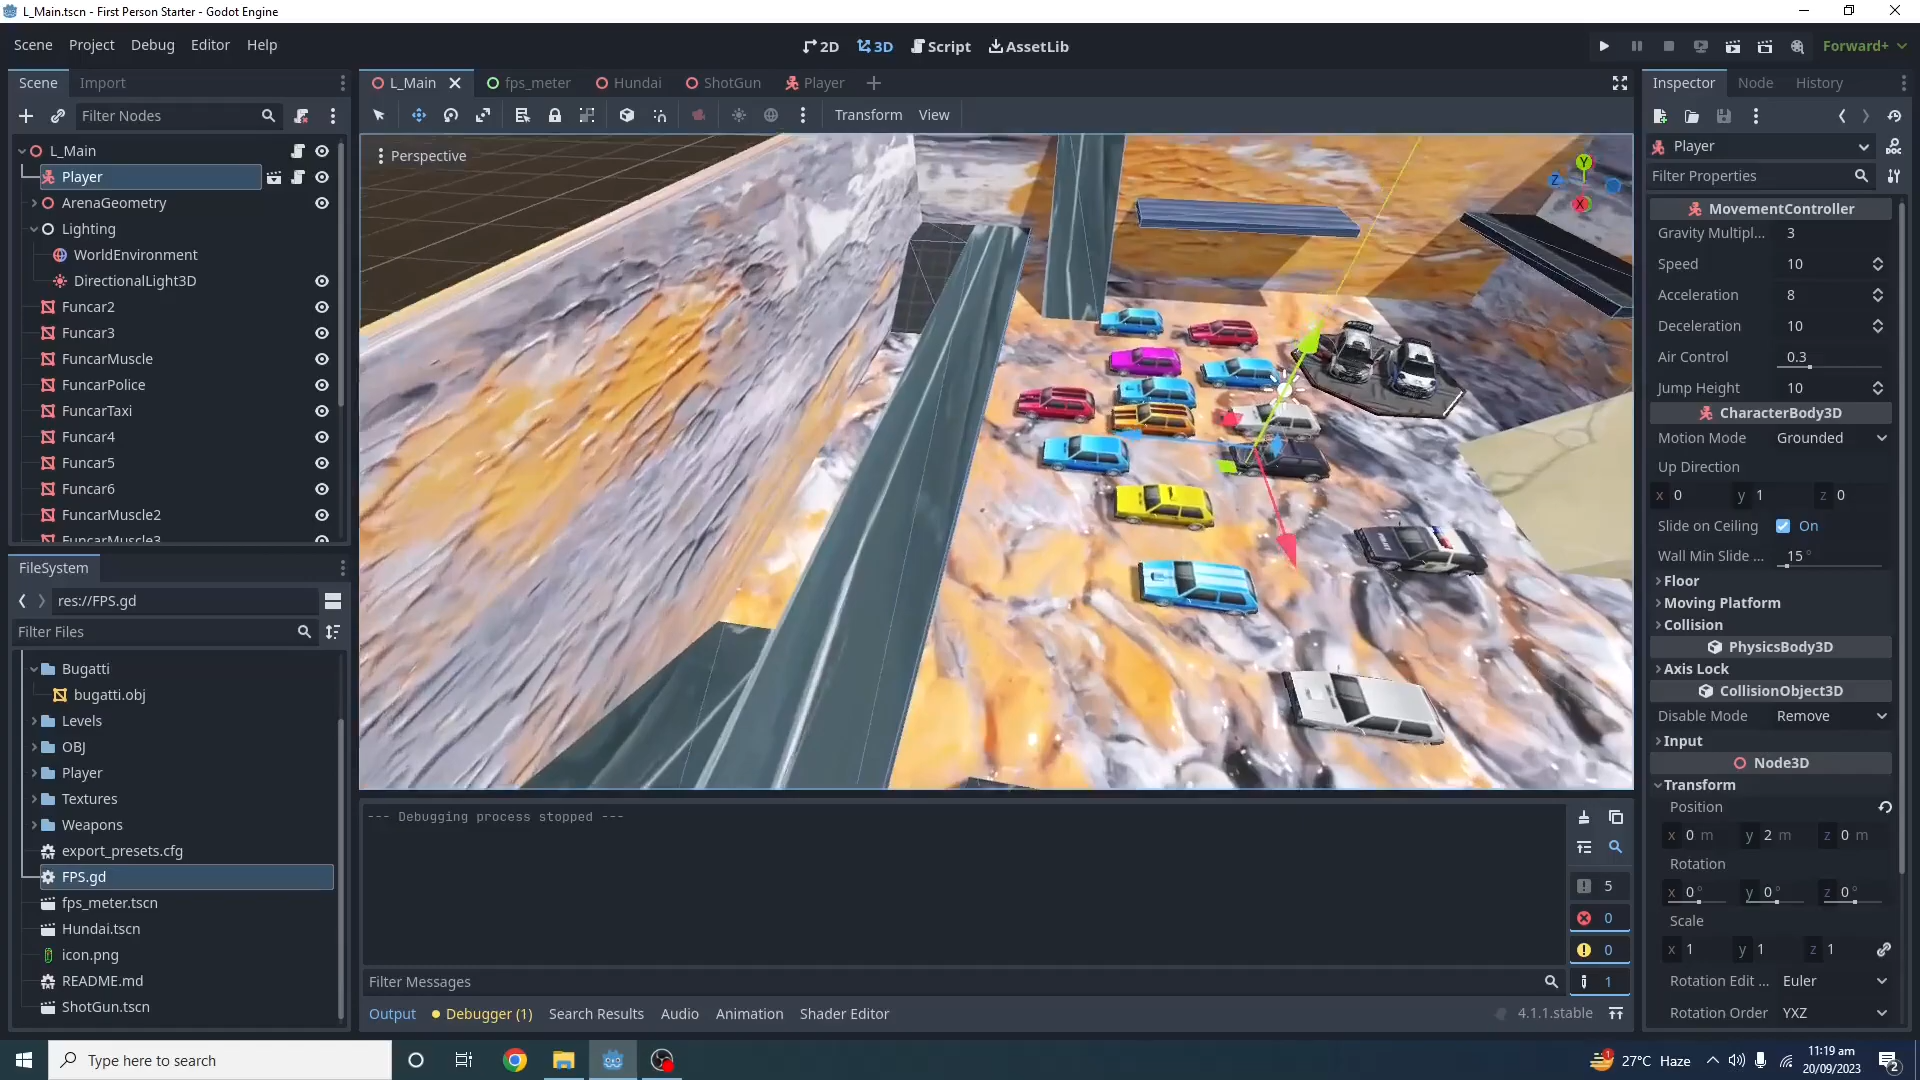 L_Main.tscn - First Person Starter - Godot Engine
Scene Project Debug Editor Help
2D 3D Script AssetLib
Forward+
Scene Import
Filter Nodes
L_Main
Player
ArenaGeometry
Lighting
WorldEnvironment
DirectionalLight3D
Funcar2
Funcar3
FuncarMuscle
FuncarPolice
FuncarTaxi
Funcar4
Funcar5
Funcar6
FuncarMuscle2
FuncarMuscle3
FileSystem
res://FPS.gd
Filter Files
Bugatti
bugatti.obj
Levels
OBJ
Player
Textures
Weapons
export_presets.cfg
FPS.gd
fps_meter.tscn
Hundai.tscn
icon.png
README.md
ShotGun.tscn
L_Main fps_meter Hundai ShotGun Player
Transform View
Perspective
Y
Z
X
POLICE
--- Debugging process stopped ---
5
0
0
1
Filter Messages
Output Debugger (1) Search Results Audio Animation Shader Editor 4.1.1.stable
Inspector Node History
Player
Filter Properties
MovementController
Gravity Multipl... 3
Speed 10
Acceleration 8
Deceleration 10
Air Control 0.3
Jump Height 10
CharacterBody3D
Motion Mode Grounded
Up Direction
x 0 y 1 z 0
Slide on Ceiling On
Wall Min Slide ... 15 °
Floor
Moving Platform
Collision
PhysicsBody3D
Axis Lock
CollisionObject3D
Disable Mode Remove
Input
Node3D
Transform
Position
x 0 m y 2 m z 0 m
Rotation
x 0 ° y 0 ° z 0 °
Scale
x 1 y 1 z 1
Rotation Edit ... Euler
Rotation Order YXZ
Type here to search
1
27°C Haze
11:19 am
20/09/2023
2